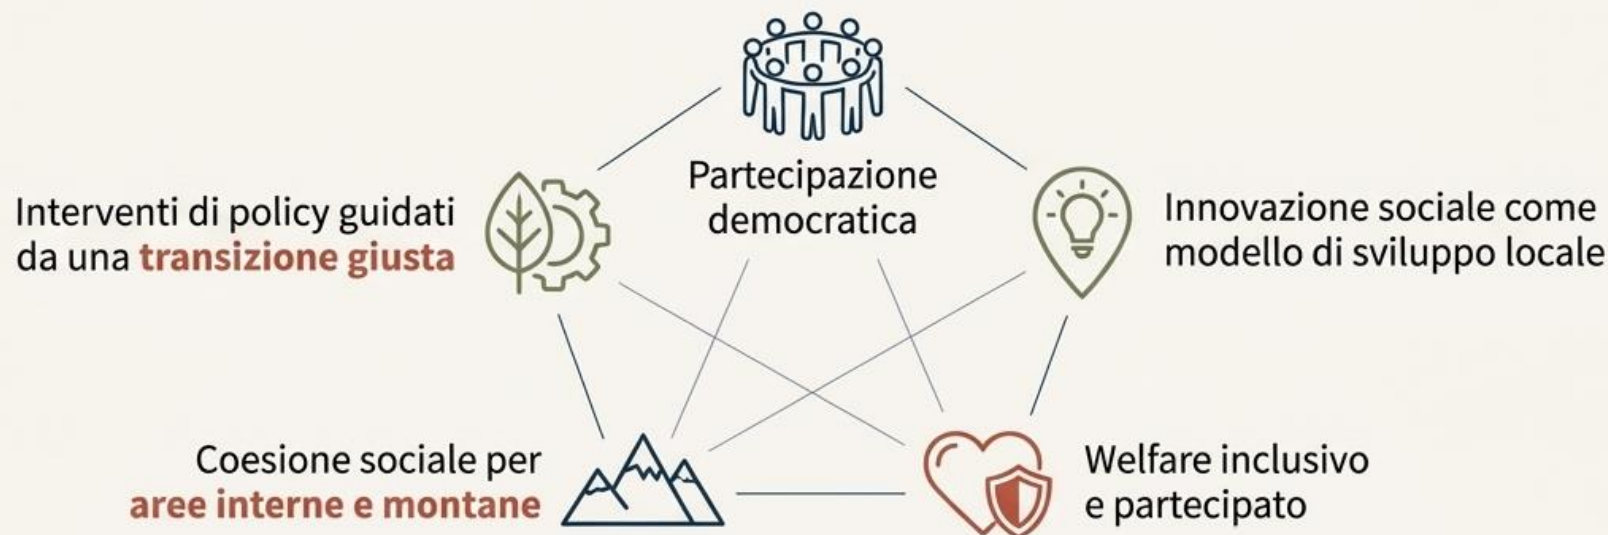 Partecipazione
democratica
Interventi di policy guidati
da una transizione giusta
Innovazione sociale come
modello di sviluppo locale
Coesione sociale per
aree interne e montane
Welfare inclusivo
e partecipato